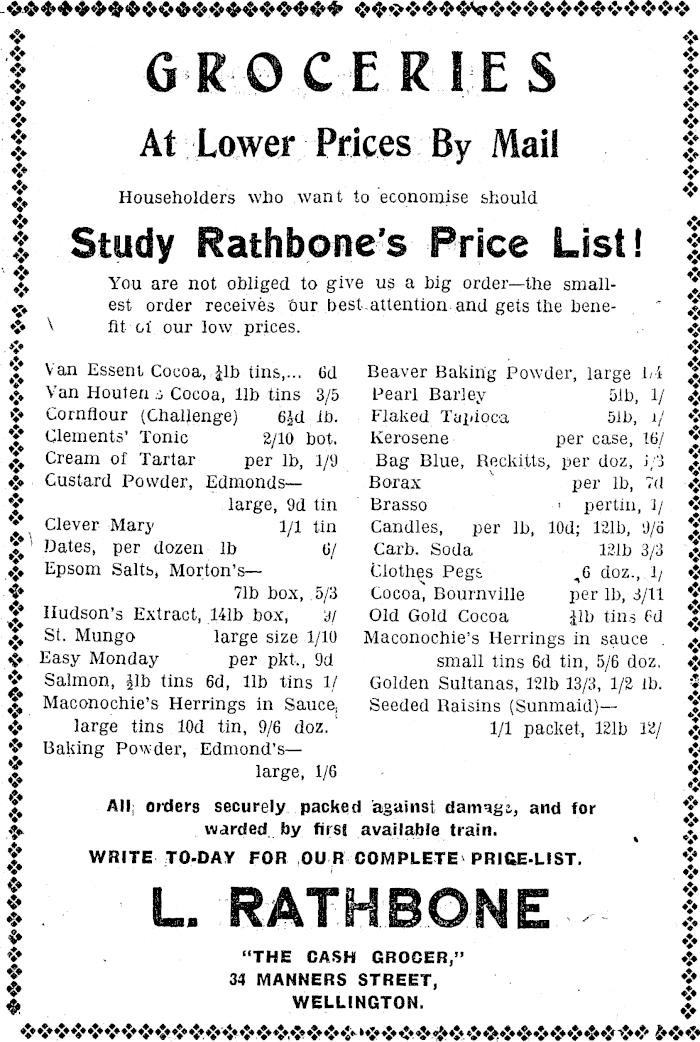 GROCERIES
At Lower Prices By Mail
Householders who want to economise should
Study Rathbone's Price List!
You are not obliged to give us a big order—the small-
est order receives our best attention and gets the bene-
fit of our low prices.
Van Essent Cocoa, ¼lb tins,... 6d
Van Houten's Cocoa, 1lb tins 3/5
Cornflour (Challenge) 6½d lb.
Clements' Tonic 2/10 bot.
Cream of Tartar per lb, 1/9
Custard Powder, Edmonds—
large, 9d tin
Clever Mary 1/1 tin
Dates, per dozen lb 6/
Epsom Salts, Morton's—
7lb box, 5/3
Hudson's Extract, 14lb box, 9/
St. Mungo large size 1/10
Easy Monday per pkt., 9d
Salmon, ½lb tins 6d, 1lb tins 1/
Maconochie's Herrings in Sauce,
large tins 10d tin, 9/6 doz.
Baking Powder, Edmond's—
large, 1/6
Beaver Baking Powder, large 1/4
Pearl Barley 5lb, 1/
Flaked Tapioca 5lb, 1/
Kerosene per case, 16/
Bag Blue, Reckitts, per doz, 1/3
Borax per lb, 7d
Brasso pertin, 1/
Candles, per lb, 10d; 12lb, 9/6
Carb. Soda 12lb 3/3
Clothes Pegs 6 doz., 1/
Cocoa, Bournville per lb, 3/11
Old Gold Cocoa ¼lb tins 6d
Maconochie's Herrings in sauce
small tins 6d tin, 5/6 doz.
Golden Sultanas, 12lb 13/3, 1/2 lb.
Seeded Raisins (Sunmaid)—
1/1 packet, 12lb 12/
All orders securely packed against damage, and for
warded by first available train.
WRITE TO-DAY FOR OUR COMPLETE PRICE-LIST.
L. RATHBONE
"THE CASH GROCER,"
34 MANNERS STREET,
WELLINGTON.